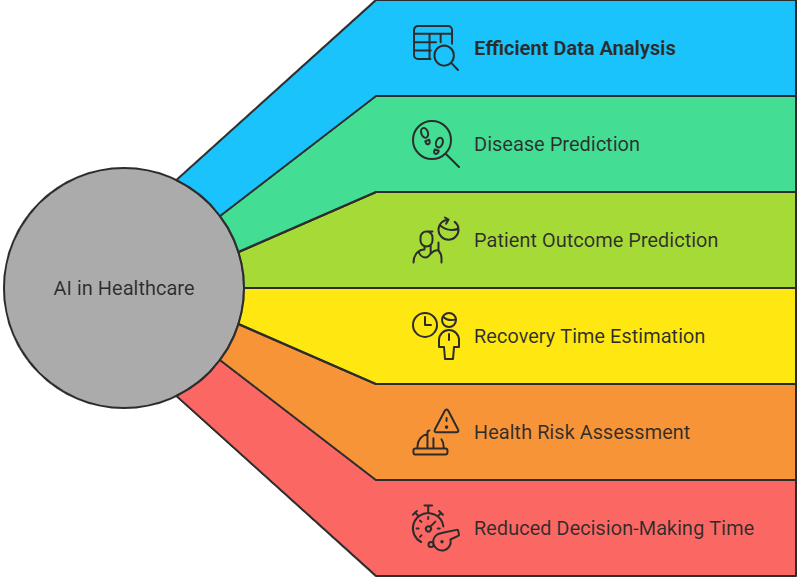 Efficient Data Analysis
Disease Prediction
Patient Outcome Prediction
AI in Healthcare
Recovery Time Estimation
Health Risk Assessment
Reduced Decision-Making Time